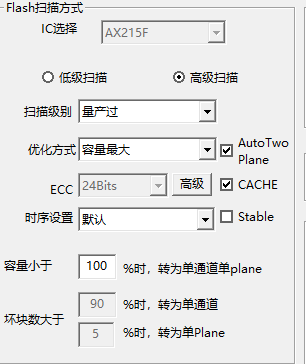 Flash扫描方式
IC选择 AX215F
低级扫描 高级扫描
扫描级别 量产过
优化方式 容量最大 AutoTwo Plane
ECC 24Bits 高级 CACHE
时序设置 默认 Stable
容量小于 100 %时，转为单通道单plane
90 %时，转为单通道
坏块数大于
5 %时，转为单Plane